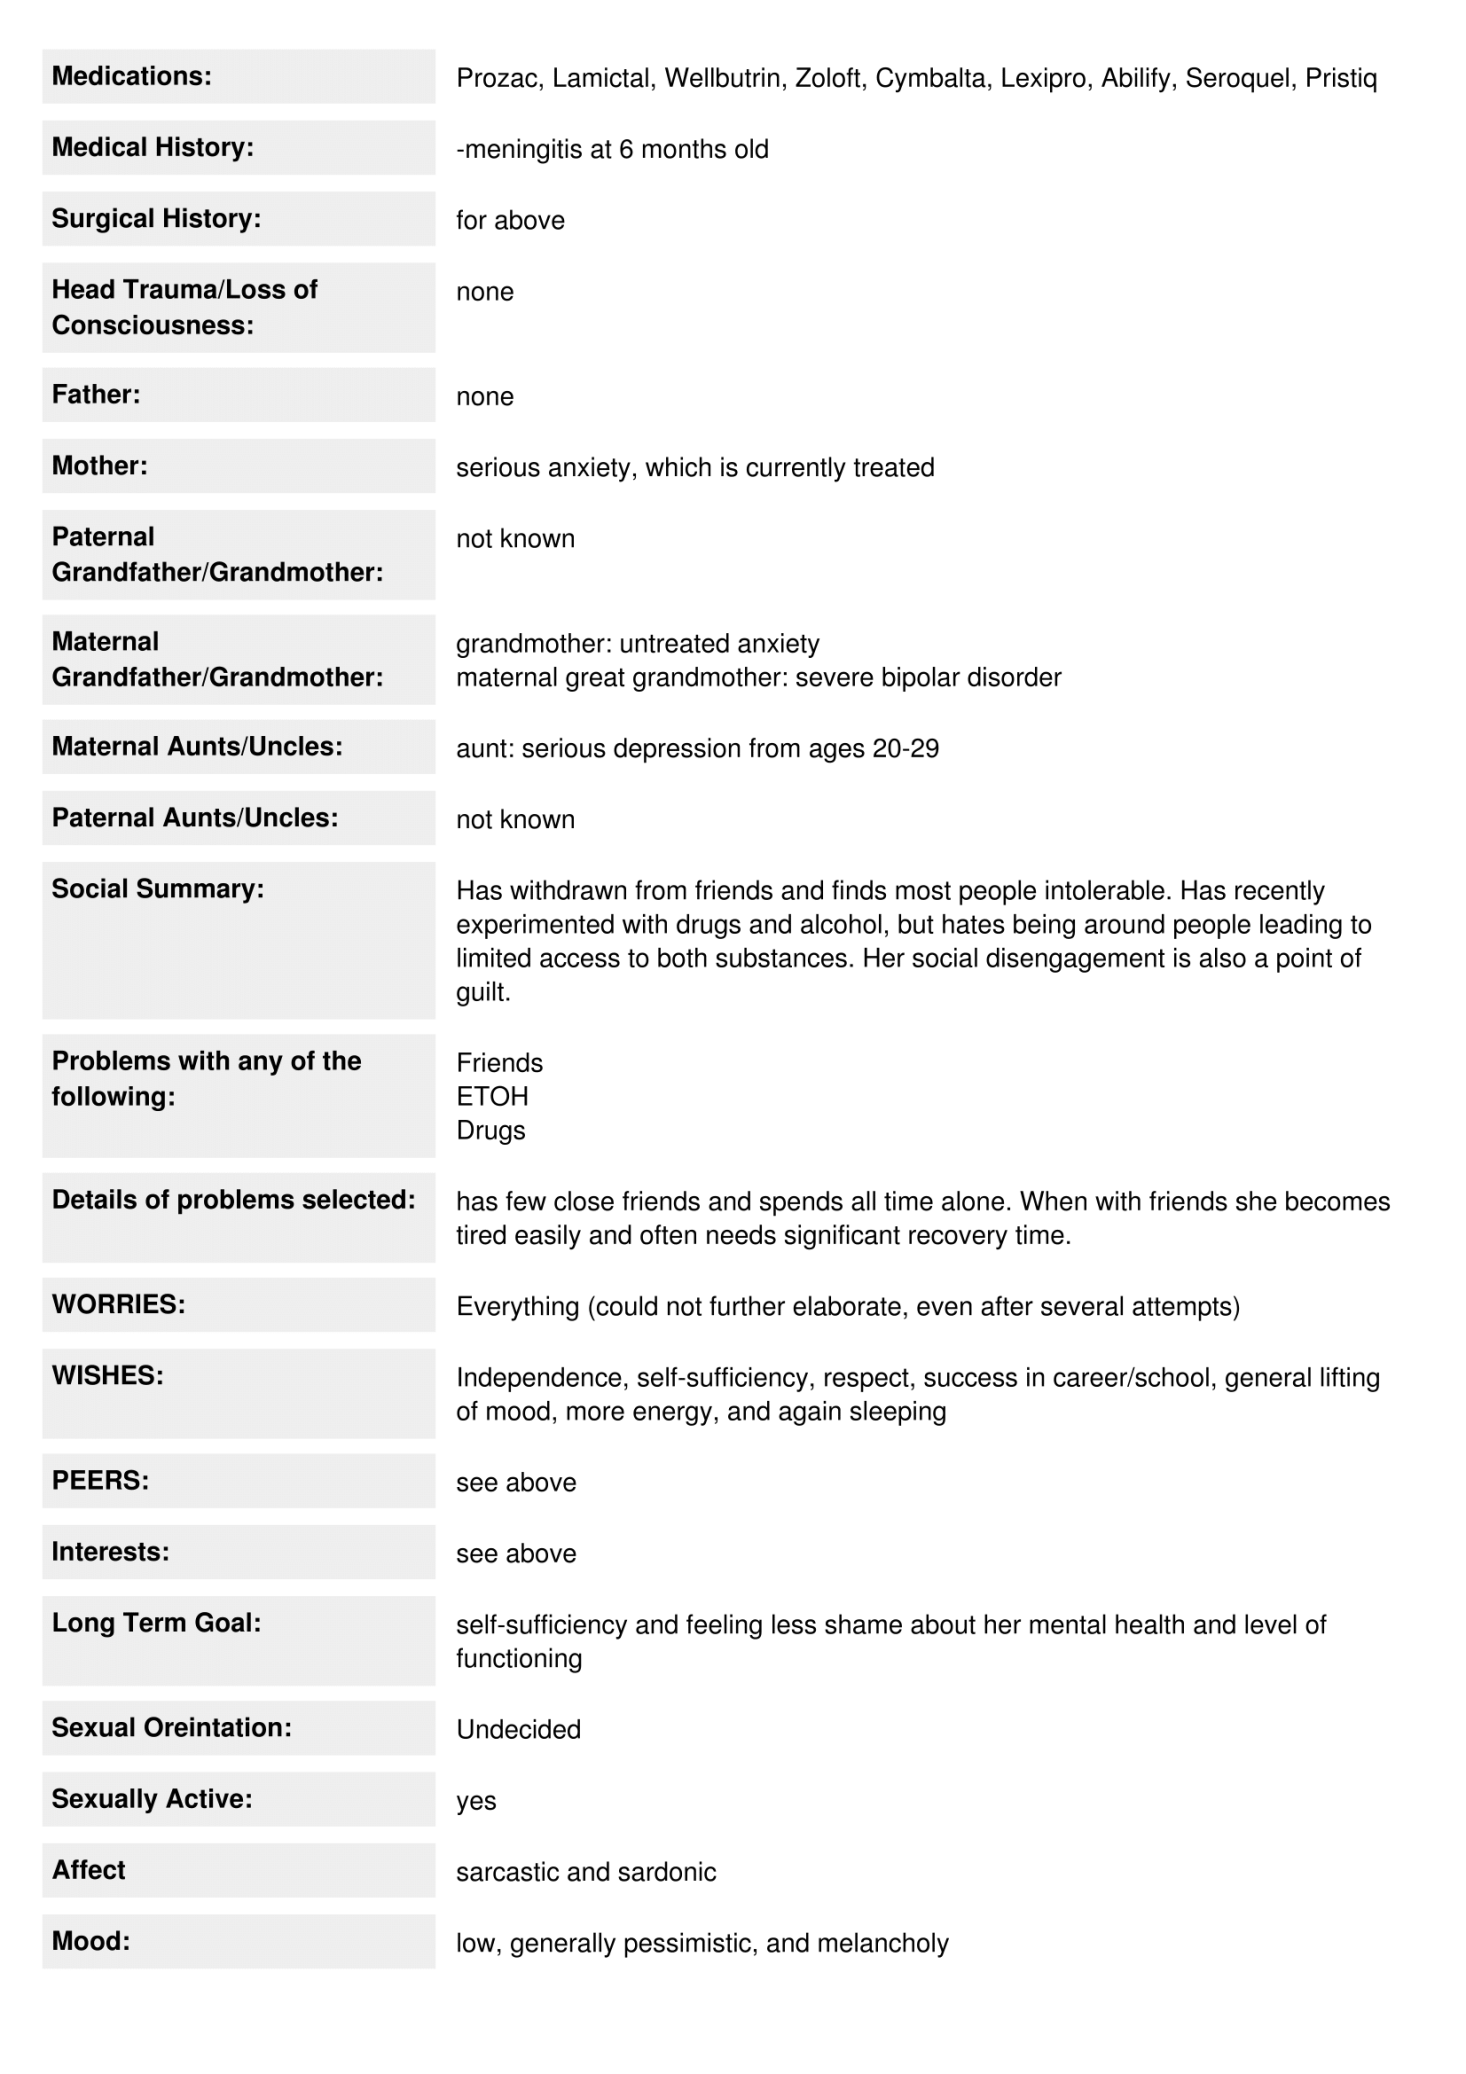 Medications: Prozac, Lamictal, Wellbutrin, Zoloft, Cymbalta, Lexipro, Abilify, Seroquel, Pristiq
Medical History: -meningitis at 6 months old
Surgical History: for above
Head Trauma/Loss of none
Consciousness:
Father: none
Mother: serious anxiety, which is currently treated
Paternal not known
Grandfather/Grandmother:
Maternal grandmother: untreated anxiety
Grandfather/Grandmother: maternal great grandmother: severe bipolar disorder
Maternal Aunts/Uncles: aunt: serious depression from ages 20-29
Paternal Aunts/Uncles: not known
Social Summary: Has withdrawn from friends and finds most people intolerable. Has recently
experimented with drugs and alcohol, but hates being around people leading to
limited access to both substances. Her social disengagement is also a point of
guilt.
Problems with any of the Friends
following: ETOH
Drugs
Details of problems selected: has few close friends and spends all time alone. When with friends she becomes
tired easily and often needs significant recovery time.
WORRIES: Everything (could not further elaborate, even after several attempts)
WISHES: Independence, self-sufficiency, respect, success in career/school, general lifting
of mood, more energy, and again sleeping
PEERS: see above
Interests: see above
Long Term Goal: self-sufficiency and feeling less shame about her mental health and level of
functioning
Sexual Oreintation: Undecided
Sexually Active: yes
Affect sarcastic and sardonic
Mood: low, generally pessimistic, and melancholy